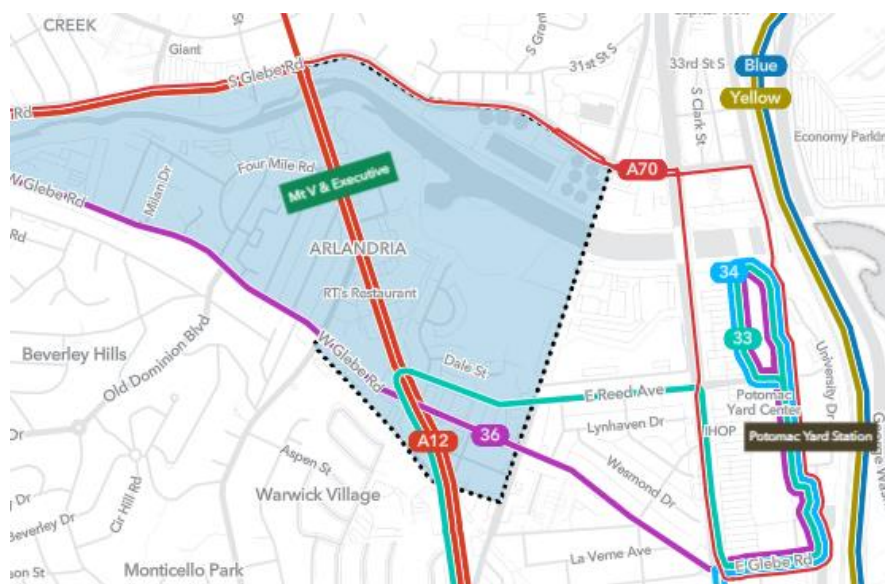 CREEK
Giant
S Glebe Rd
Rd
31st St S
33rd St S
S Clark St
Blue
Yellow
Economy Parkin
A70
Four Mile Rd
Mt V & Executive
Milan Dr
W Glebe Rd
Rd
ARLANDRIA
RT's Restaurant
34
33
Old Dominion Blvd
Beverley Hills
W Glebe Rd
Dale St
E Reed Ave
Potomac
Yard Center
University Dr
Lynhaven Dr
IHOP
Potomac Yard Station
A12
36
Dr
Aspen St
Wesmond Dr
Warwick Village
Cir Hill Rd
Beverley Dr
La Verne Ave
E Glebe Rd
Monticello Park